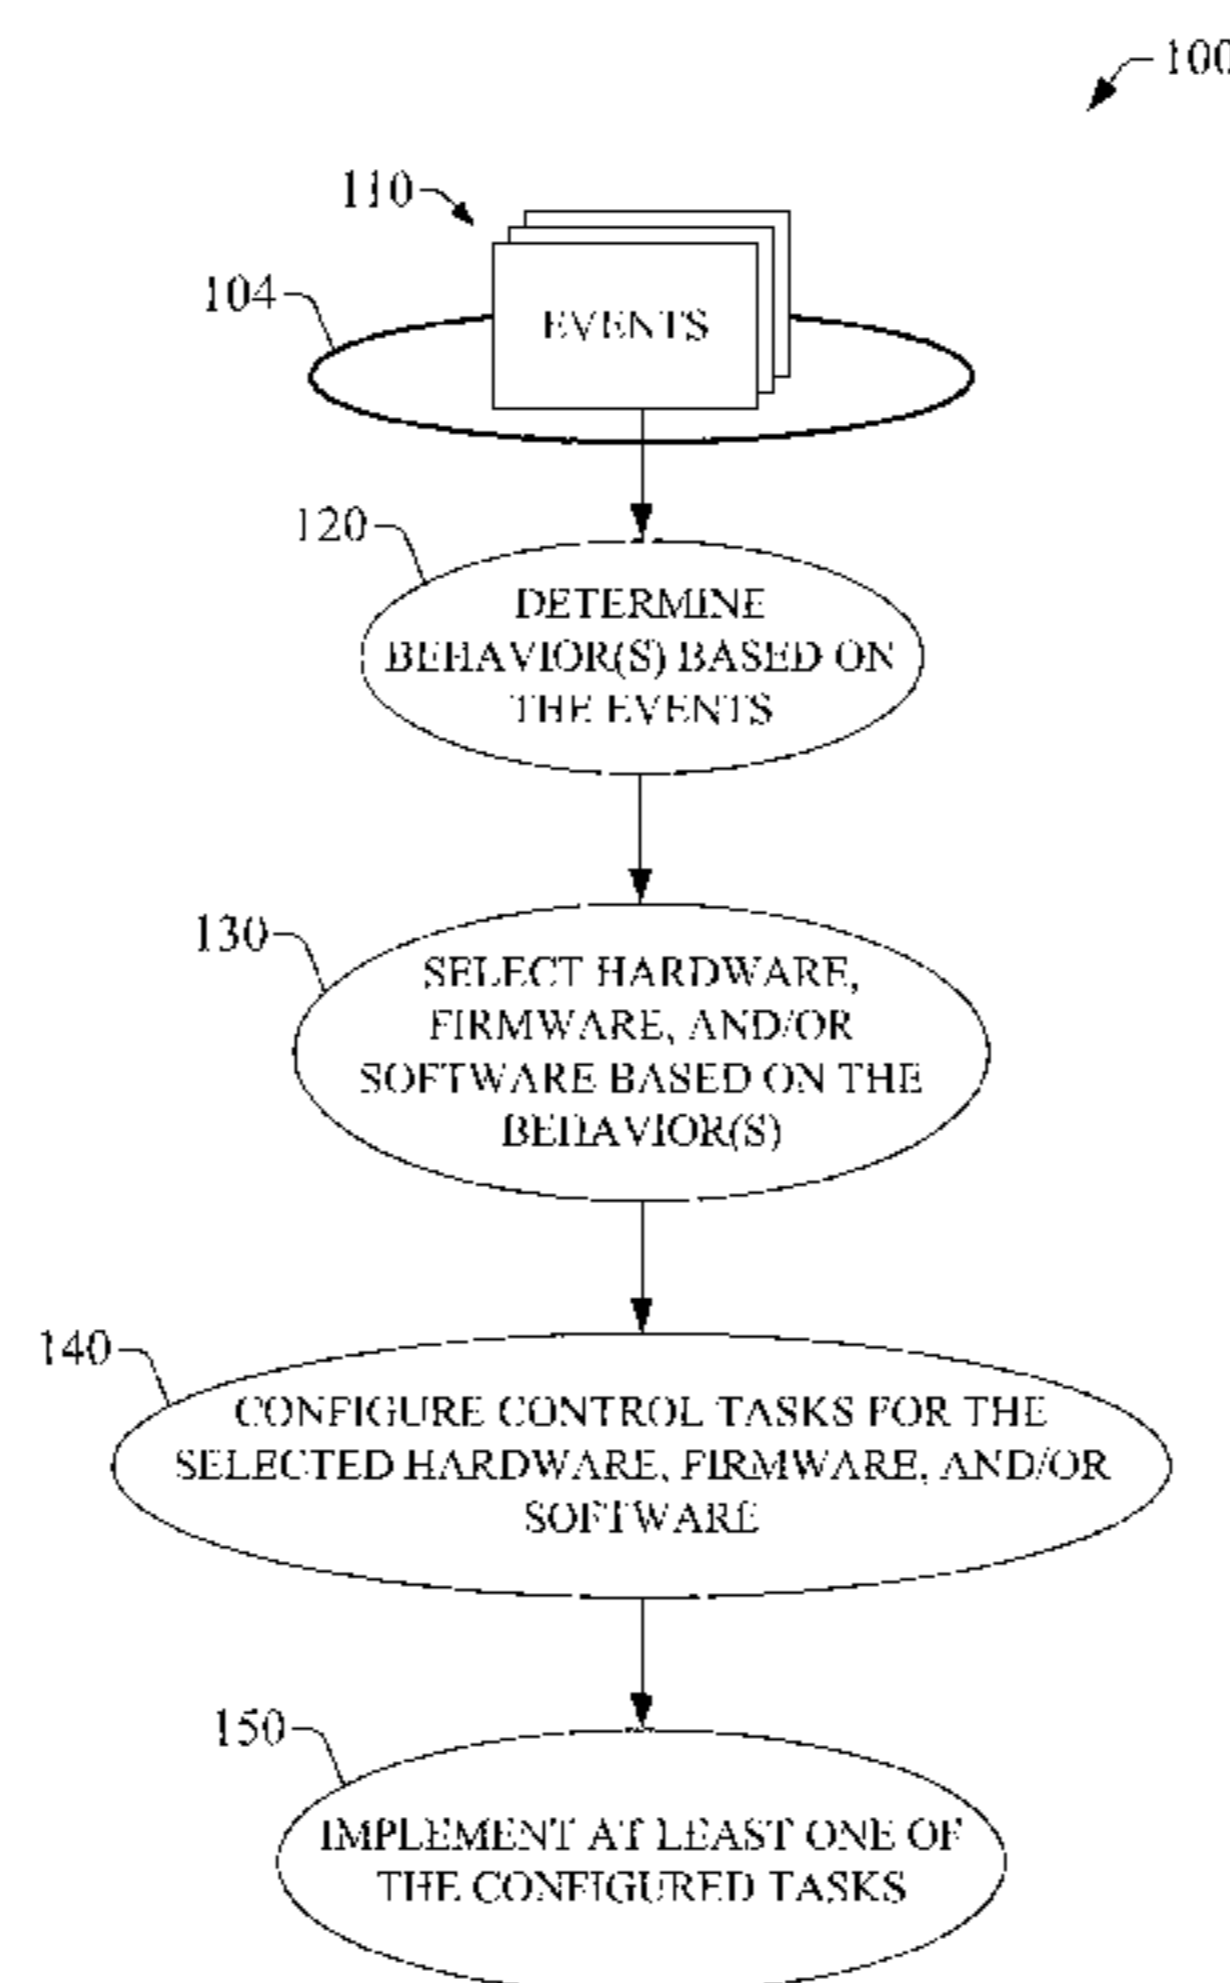 100
110
104
EVENTS
120
DETERMINE
BEHAVIOR(S) BASED ON
THE EVENTS
130
SELECT HARDWARE,
FIRMWARE, AND/OR
SOFTWARE BASED ON THE
BEHAVIOR(S)
140
CONFIGURE CONTROL TASKS FOR THE
SELECTED HARDWARE, FIRMWARE, AND/OR
SOFTWARE
150
IMPLEMENT AT LEAST ONE OF
THE CONFIGURED TASKS